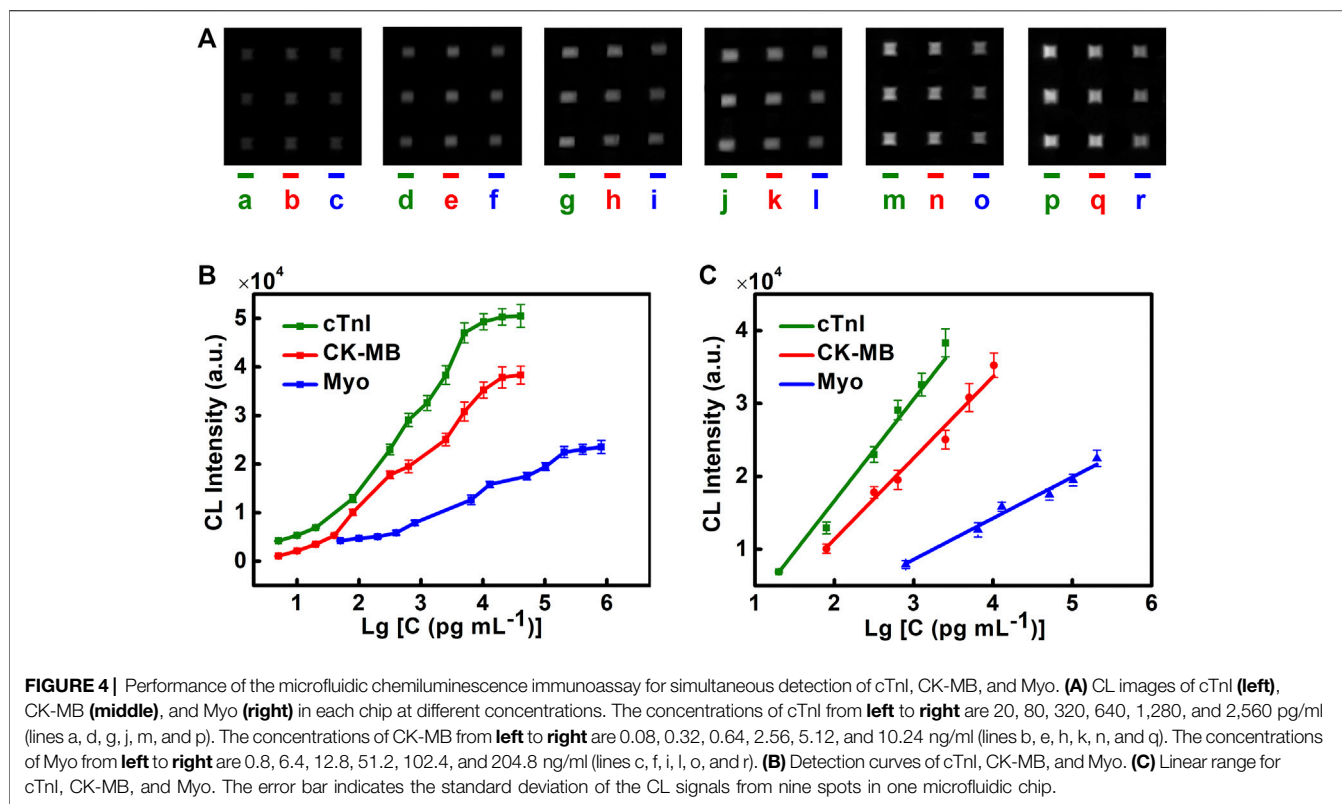 A
a b c d e f g h i j k l m n o p q r
B
×10⁴
5
4
3
2
1
0
CL Intensity (a.u.)
cTnI
CK-MB
Myo
1 2 3 4 5 6
Lg [C (pg mL⁻¹)]
C
×10⁴
4
3
2
1
CL Intensity (a.u.)
cTnI
CK-MB
Myo
1 2 3 4 5 6
Lg [C (pg mL⁻¹)]
FIGURE 4 | Performance of the microfluidic chemiluminescence immunoassay for simultaneous detection of cTnI, CK-MB, and Myo. (A) CL images of cTnI (left),
CK-MB (middle), and Myo (right) in each chip at different concentrations. The concentrations of cTnI from left to right are 20, 80, 320, 640, 1,280, and 2,560 pg/ml
(lines a, d, g, j, m, and p). The concentrations of CK-MB from left to right are 0.08, 0.32, 0.64, 2.56, 5.12, and 10.24 ng/ml (lines b, e, h, k, n, and q). The concentrations
of Myo from left to right are 0.8, 6.4, 12.8, 51.2, 102.4, and 204.8 ng/ml (lines c, f, i, l, o, and r). (B) Detection curves of cTnI, CK-MB, and Myo. (C) Linear range for
cTnI, CK-MB, and Myo. The error bar indicates the standard deviation of the CL signals from nine spots in one microfluidic chip.